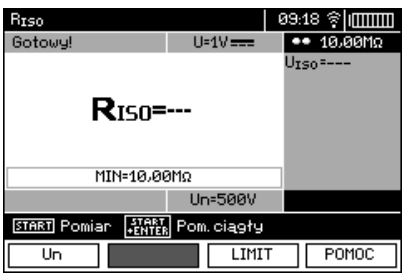 RISO 09:18
Gotowy! U=1V •• 10,00MΩ
UISO=---
RISO=---
MIN=10,00MΩ
Un=500V
START Pomiar START +ENTER Pom. ciągły
Un LIMIT POMOC